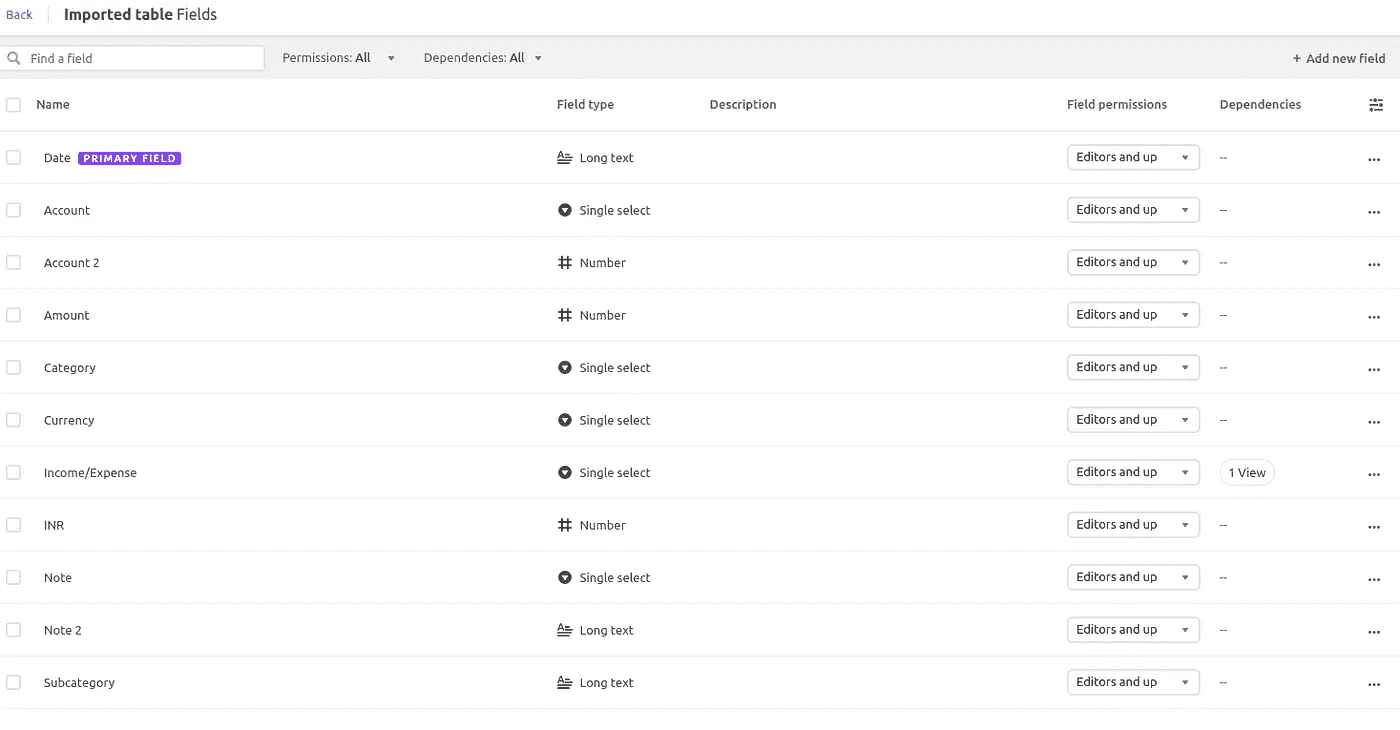 Back Imported table Fields
Find a field Permissions: All Dependencies: All + Add new field
Name Field type Description Field permissions Dependencies
Date PRIMARY FIELD Long text Editors and up -- ...
Account Single select Editors and up -- ...
Account 2 Number Editors and up -- ...
Amount Number Editors and up -- ...
Category Single select Editors and up -- ...
Currency Single select Editors and up -- ...
Income/Expense Single select Editors and up 1 View ...
INR Number Editors and up -- ...
Note Single select Editors and up -- ...
Note 2 Long text Editors and up -- ...
Subcategory Long text Editors and up -- ...